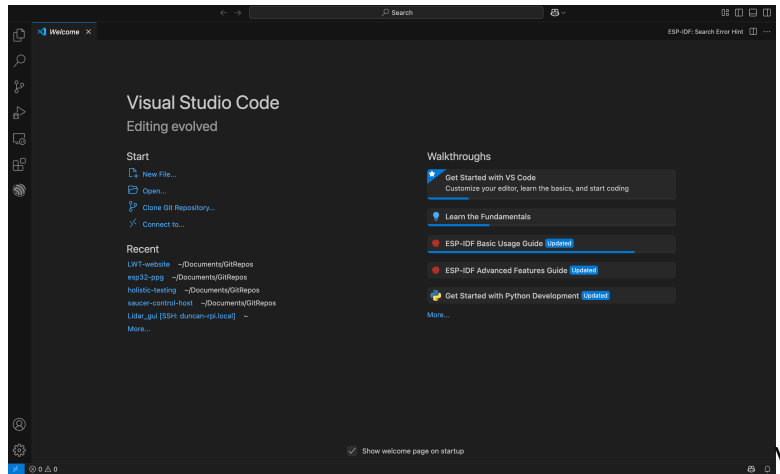 Search
Welcome
ESP-IDF: Search Error Hint
Visual Studio Code
Editing evolved
Start
New File...
Open...
Clone Git Repository...
Connect to...
Recent
LWT-website ~/Documents/GitRepos
esp32-ppg ~/Documents/GitRepos
holistic-testing ~/Documents/GitRepos
saucer-control-host ~/Documents/GitRepos
Lidar_gui [SSH: duncan-rpi.local] ~
More...
Walkthroughs
Get Started with VS Code
Customize your editor, learn the basics, and start coding
Learn the Fundamentals
ESP-IDF Basic Usage Guide Updated
ESP-IDF Advanced Features Guide Updated
Get Started with Python Development Updated
More...
Show welcome page on startup
0 0